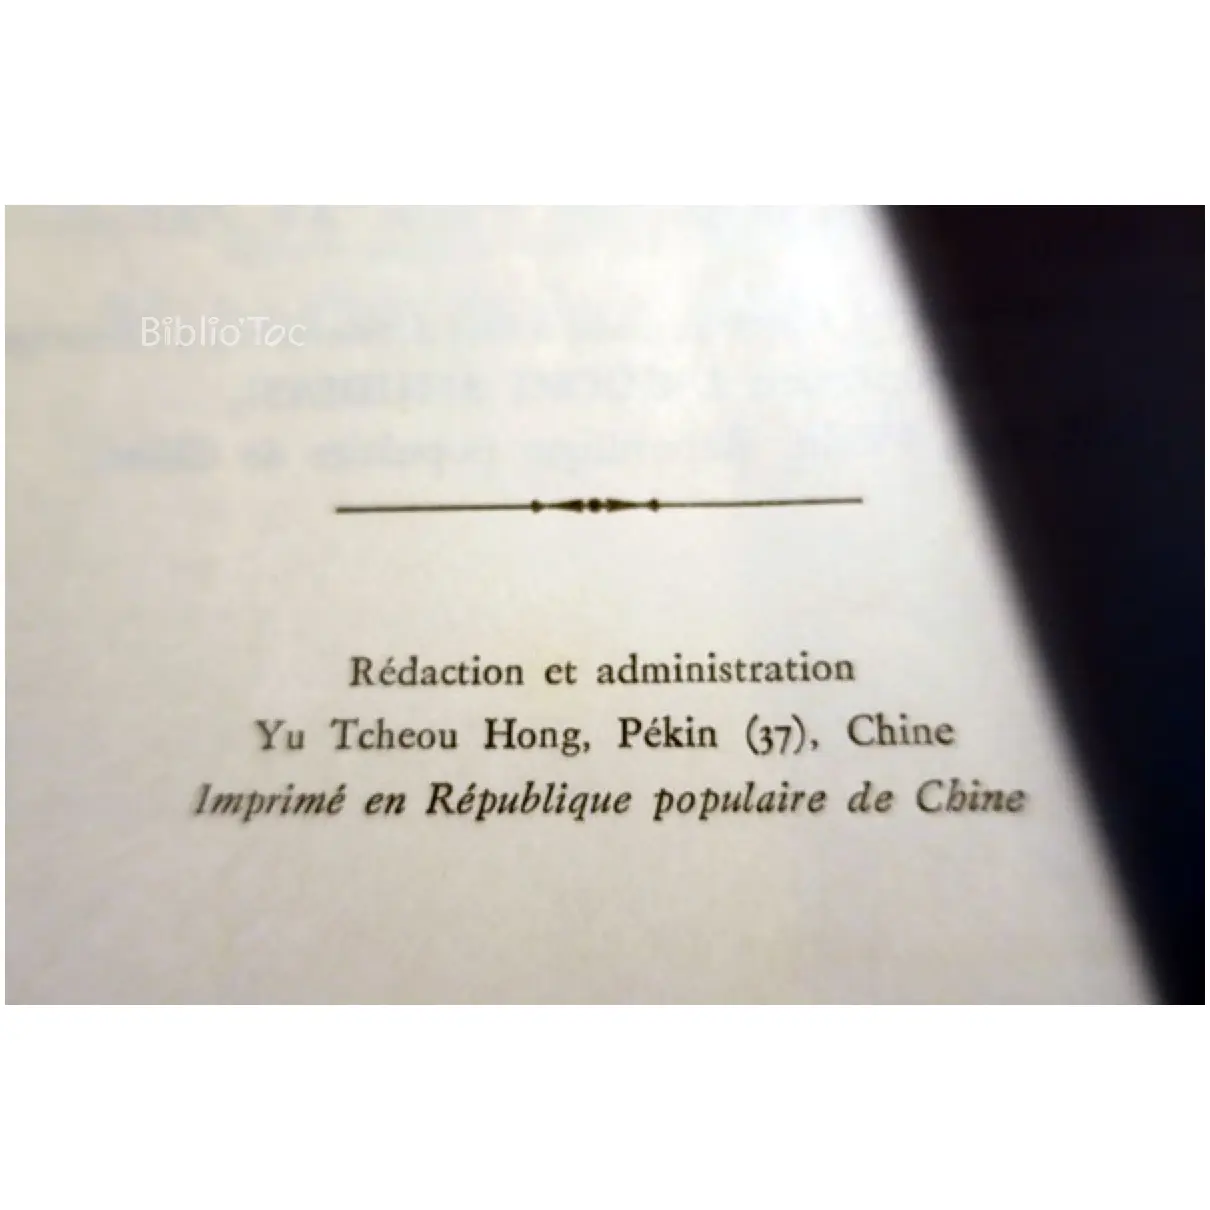 Biblio'Toc
Rédaction et administration
Yu Tcheou Hong, Pékin (37), Chine
Imprimé en République populaire de Chine